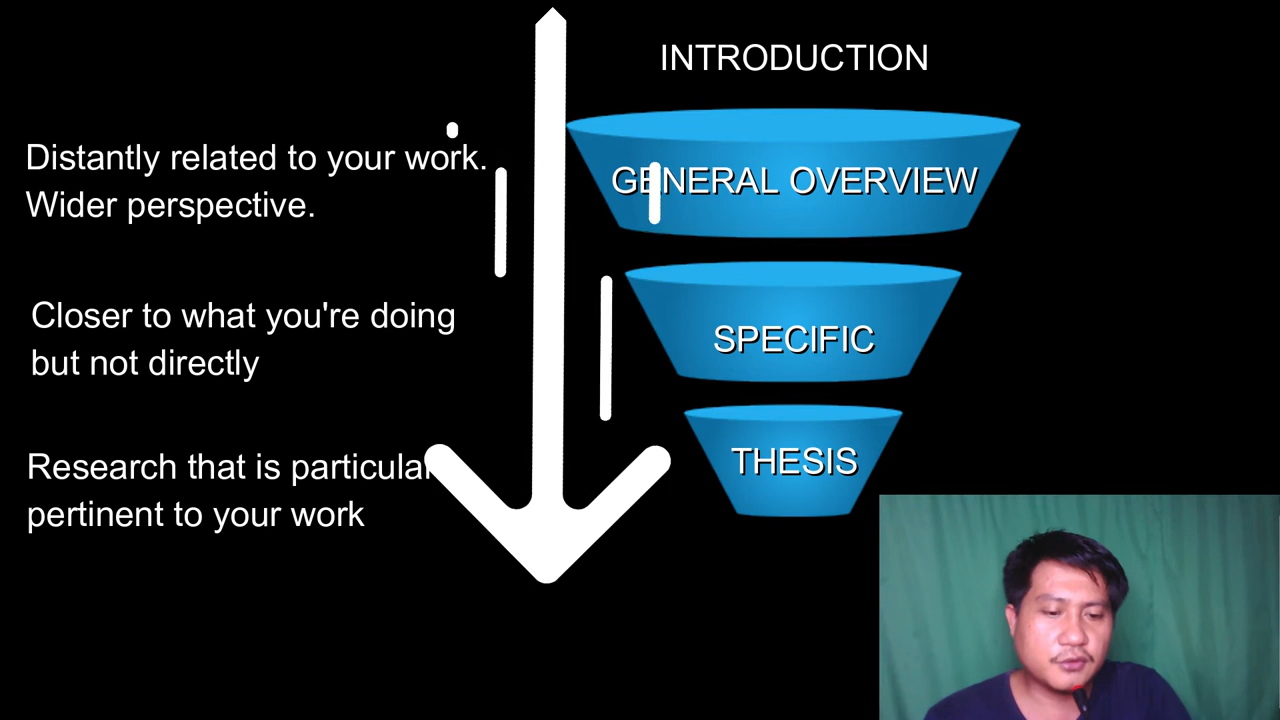 INTRODUCTION
Distantly related to your work.
Wider perspective.
GENERAL OVERVIEW
Closer to what you're doing
but not directly
SPECIFIC
Research that is particular
pertinent to your work
THESIS